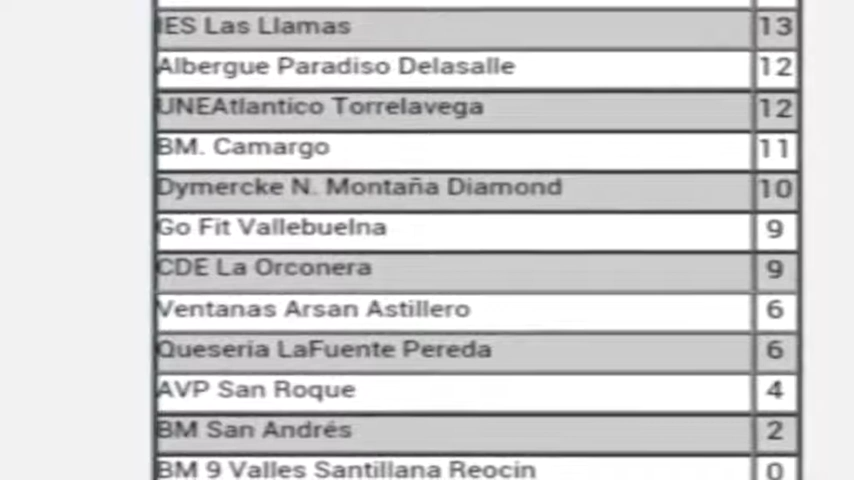 IES Las Llamas 13
Albergue Paradiso Delasalle 12
UNEAtlantico Torrelavega 12
BM. Camargo 11
Dymercke N. Montaña Diamond 10
Go Fit Vallebuelna 9
CDE La Orconera 9
Ventanas Arsan Astillero 6
Quesería LaFuente Pereda 6
AVP San Roque 4
BM San Andrés 2
BM 9 Valles Santillana Reocin 0